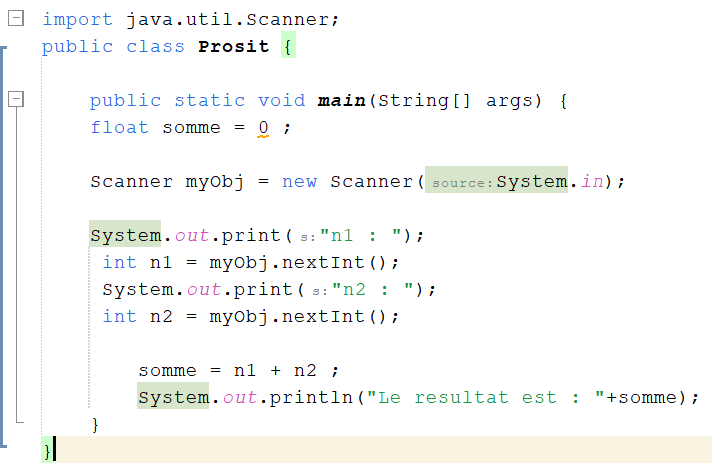 import java.util.Scanner;
public class Prosit {
public static void main(String[] args) {
float somme = 0 ;
Scanner myObj = new Scanner( source:System.in);
System.out.print( s:"n1 : ");
int n1 = myObj.nextInt();
System.out.print( s:"n2 : ");
int n2 = myObj.nextInt();
somme = n1 + n2 ;
System.out.println("Le resultat est : "+somme);
}
}